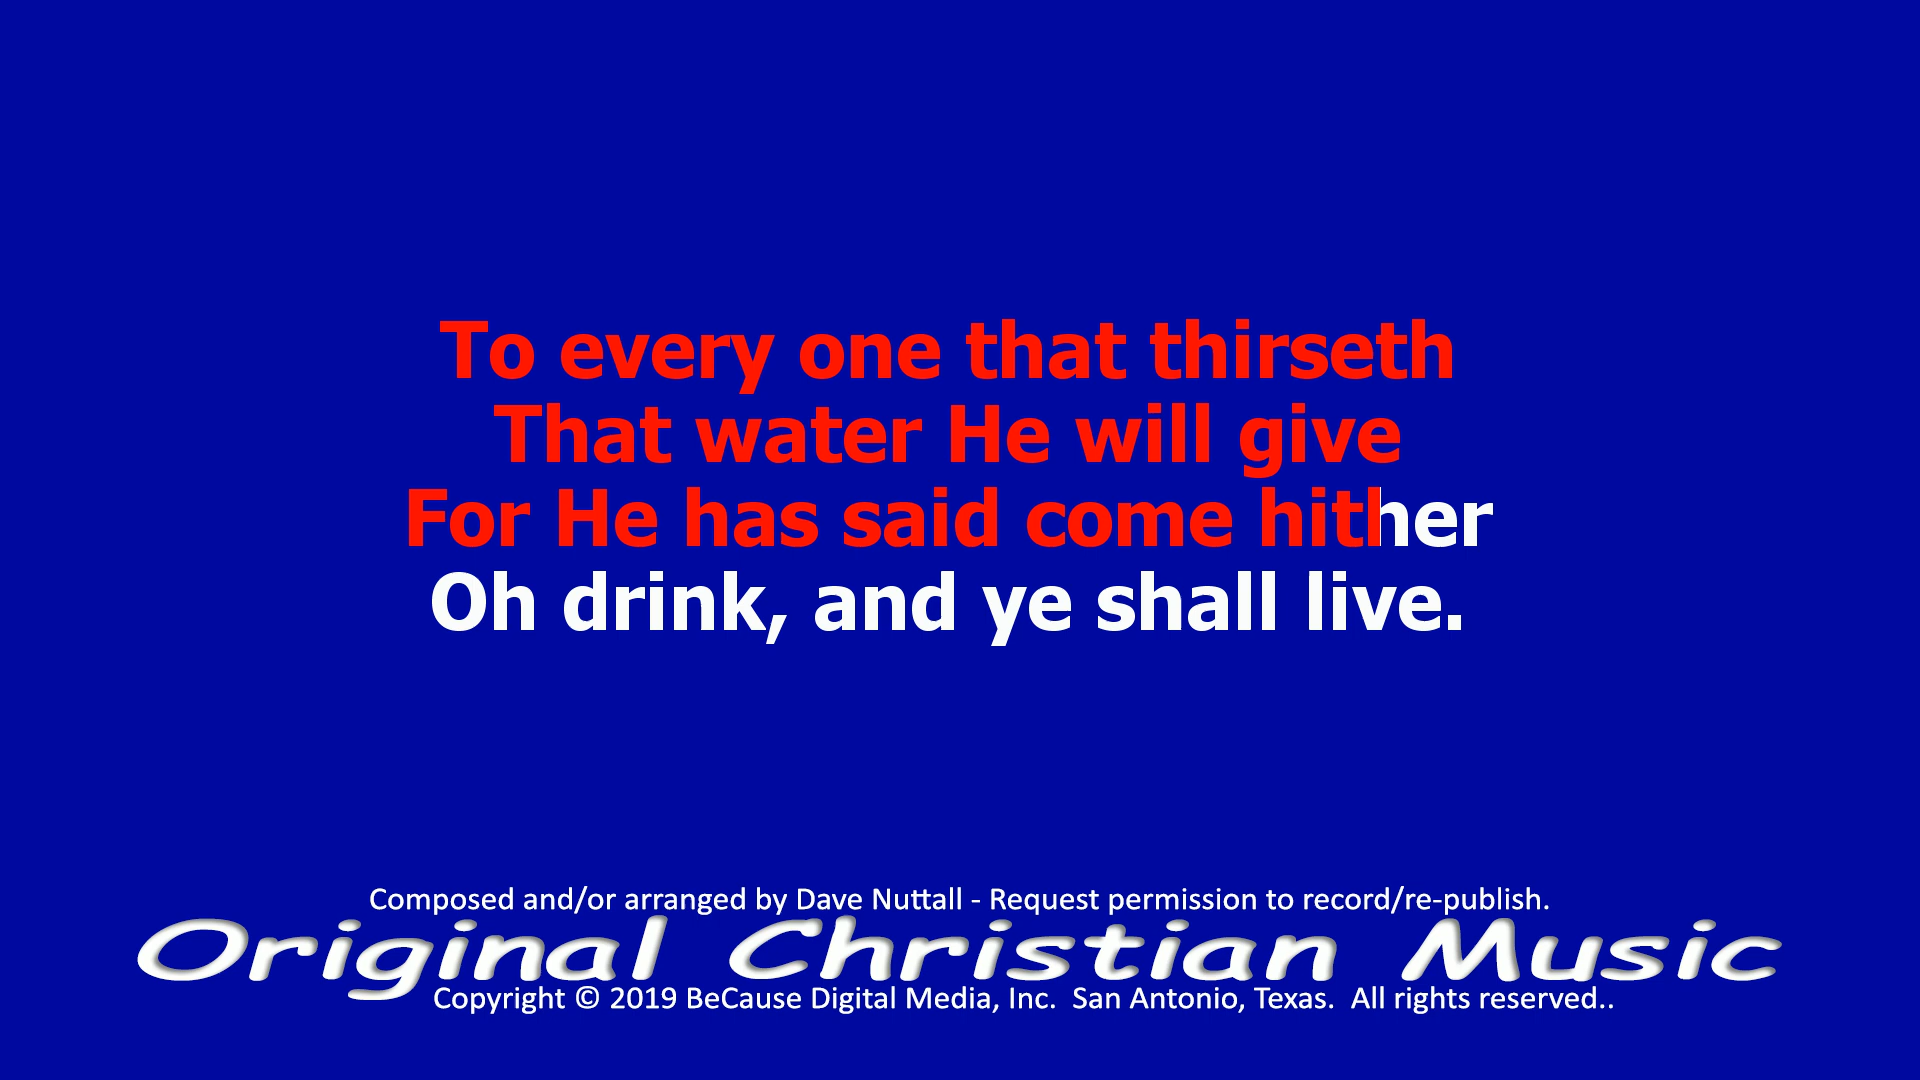 To every one that thirseth
That water He will give
For He has said come hither
Oh drink, and ye shall live.
Composed and/or arranged by Dave Nuttall - Request permission to record/re-publish.
Original Christian Music
Copyright © 2019 BeCause Digital Media, Inc.  San Antonio, Texas.  All rights reserved..